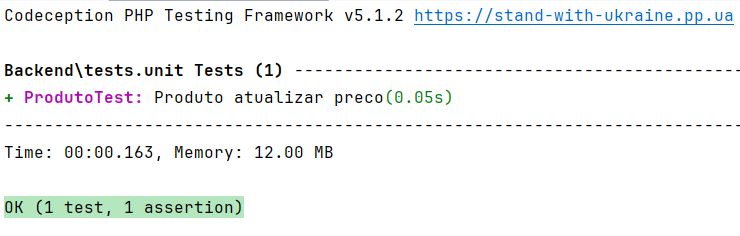 Codeception PHP Testing Framework v5.1.2 https://stand-with-ukraine.pp.ua
Backend\tests.unit Tests (1) ------------------------------------------------
+ ProdutoTest: Produto atualizar preco(0.05s)
--------------------------------------------------------------------------------
Time: 00:00.163, Memory: 12.00 MB
OK (1 test, 1 assertion)